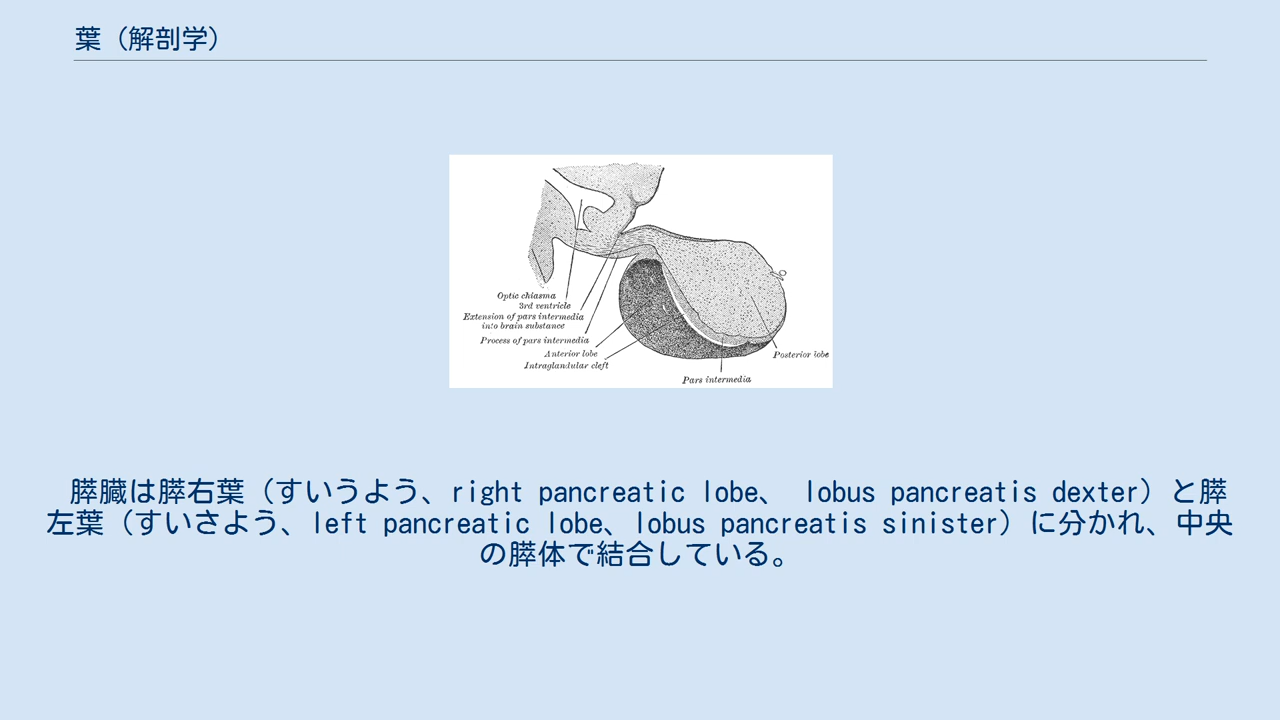 葉（解剖学）
Optic chiasma
3rd ventricle
Extension of pars intermedia
into brain substance
Process of pars intermedia
Anterior lobe
Intraglandular cleft
Pars intermedia
Posterior lobe
膵臓は膵右葉（すいうよう、right pancreatic lobe、 lobus pancreatis dexter）と膵
左葉（すいさよう、left pancreatic lobe、lobus pancreatis sinister）に分かれ、中央
の膵体で結合している。